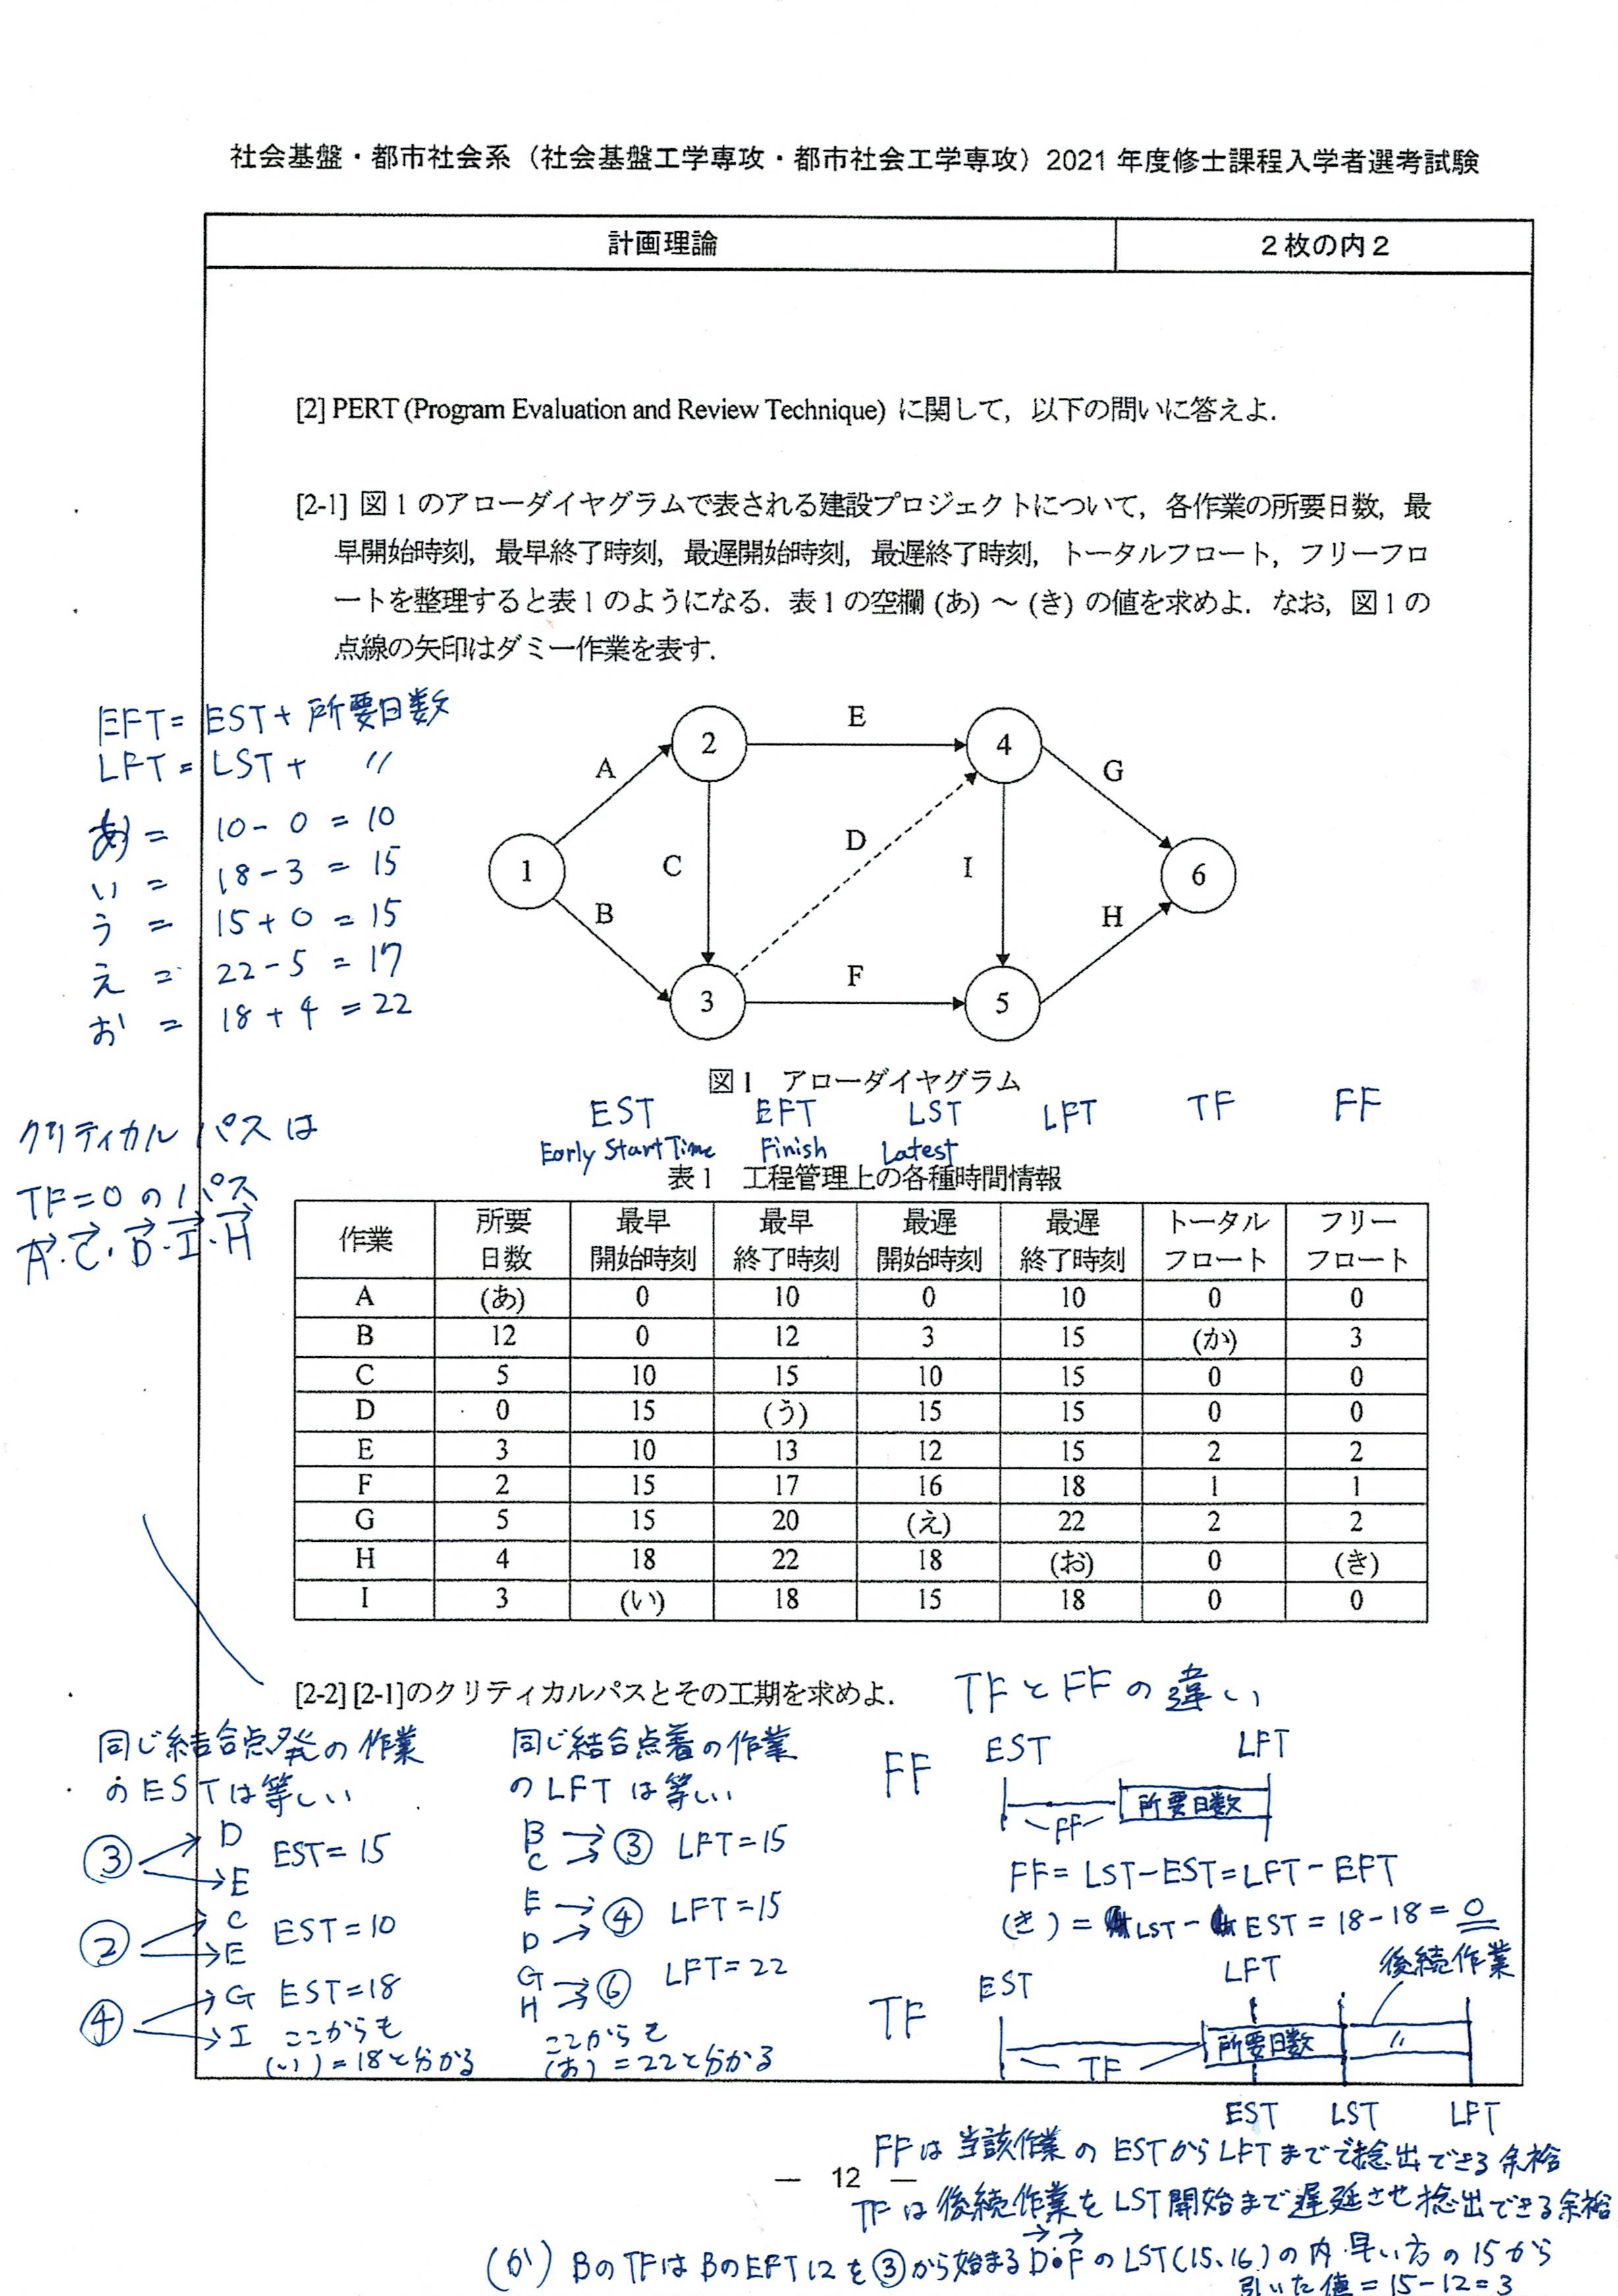 社会基盤・都市社会系（社会基盤工学専攻・都市社会工学専攻）2021 年度修士課程入学者選考試験
計画理論
2 枚の内 2
[2] PERT (Program Evaluation and Review Technique) に関して，以下の問いに答えよ.
[2-1] 図 1 のアローダイヤグラムで表される建設プロジェクトについて，各作業の所要日数，最
早開始時刻，最早終了時刻，最遅開始時刻，最遅終了時刻，トータルフロート，フリーフロ
ートを整理すると表 1 のようになる．表 1 の空欄 (あ) ～ (き) の値を求めよ．なお，図 1 の
点線の矢印はダミー作業を表す．
EFT = EST + 所要日数
LFT = LST + 〃
あ = 10 - 0 = 10
い = 18 - 3 = 15
う = 15 + 0 = 15
え = 22 - 5 = 17
お = 18 + 4 = 22
1
2
3
4
5
6
A
B
C
D
E
F
G
H
I
図 1 アローダイヤグラム
EST EFT LST LFT TF FF
Early Start Time Finish Latest
クリティカルパスは
TF=0のパス
A・C・D・I・H
表 1 工程管理上の各種時間情報
作業 所要日数 最早開始時刻 最早終了時刻 最遅開始時刻 最遅終了時刻 トータルフロート フリーフロート
A (あ) 0 10 0 10 0 0
B 12 0 12 3 15 (か) 3
C 5 10 15 10 15 0 0
D 0 15 (う) 15 15 0 0
E 3 10 13 12 15 2 2
F 2 15 17 16 18 1 1
G 5 15 20 (え) 22 2 2
H 4 18 22 18 (お) 0 (き)
I 3 (い) 18 15 18 0 0
[2-2] [2-1]のクリティカルパスとその工期を求めよ.
同じ結合点発の作業
のESTは等しい
③ D E EST=15
② C E EST=10
④ G I EST=18
ここからも
(い)=18と分かる
同じ結合点着の作業
のLFTは等しい
B C → ③ LFT=15
E D → ④ LFT=15
G H → ⑥ LFT=22
ここからも
(お)=22と分かる
TFとFFの違い
FF EST LFT
所要日数
FF
FF = LST - EST = LFT - EFT
(き) = LST - EST = 18 - 18 = 0
後続作業
TF EST LFT
所要日数 〃
TF
EST LST LFT
FFは当該作業のESTからLFTまでで捻出できる余裕
— 12 —
TFは後続作業をLST開始まで遅延させ捻出できる余裕
(か) BのTFはBのEFT12を③から始まるD・FのLST(15、16)の内早い方の15から
引いた値=15-12=3